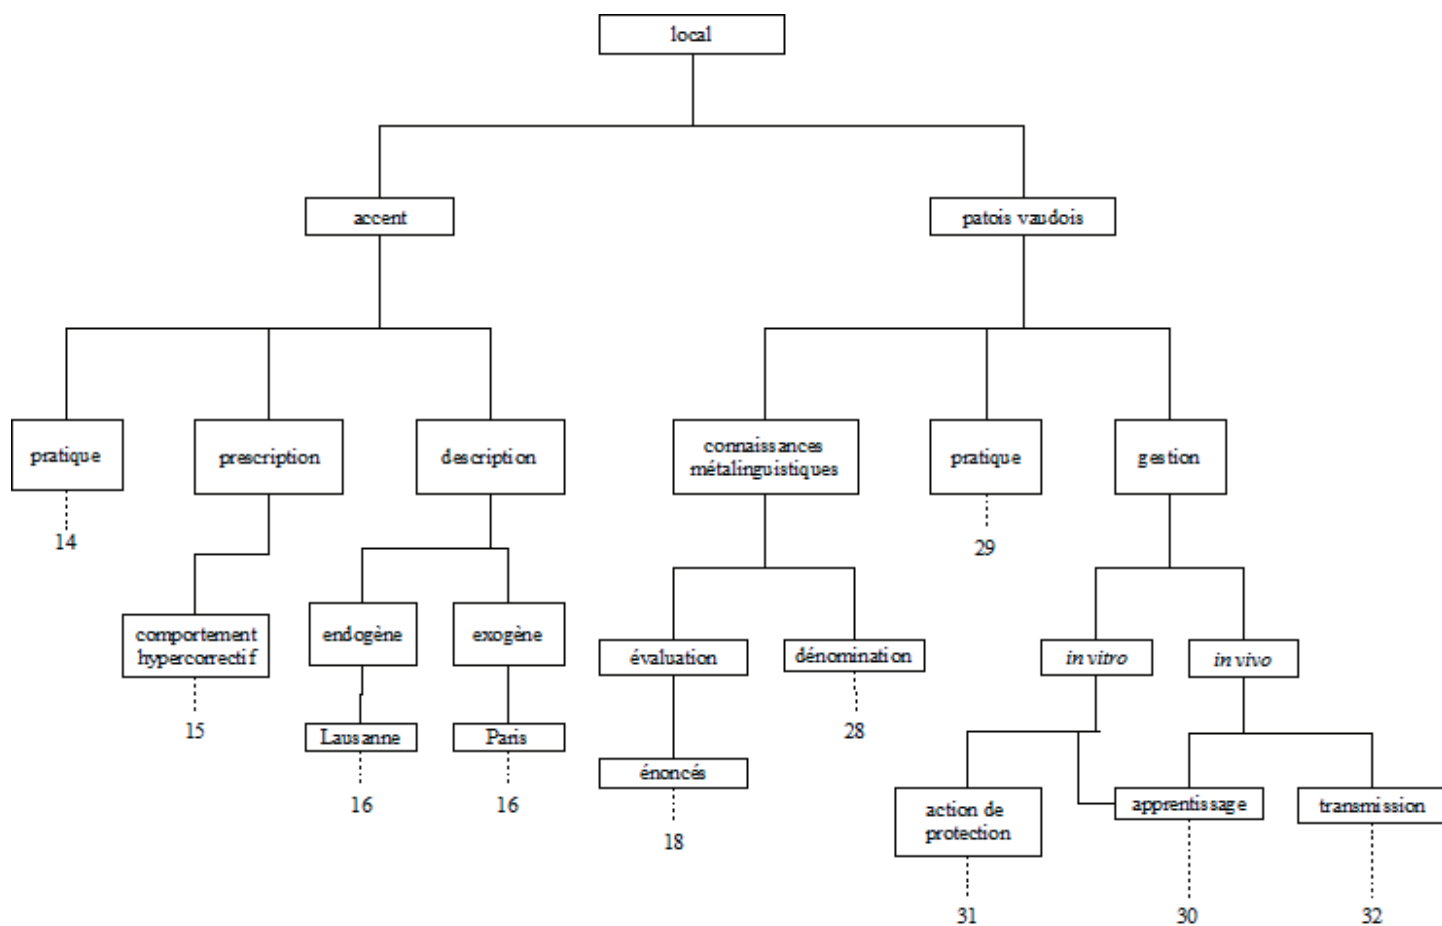 local
accent
patois vaudois
pratique
prescription
description
connaissances
métalinguistiques
pratique
gestion
14
29
comportement
hypercorrectif
endogène
exogène
évaluation
dénomination
in vitro
in vivo
15
Lausanne
Paris
28
énoncés
16
16
action de
protection
apprentissage
transmission
18
31
30
32